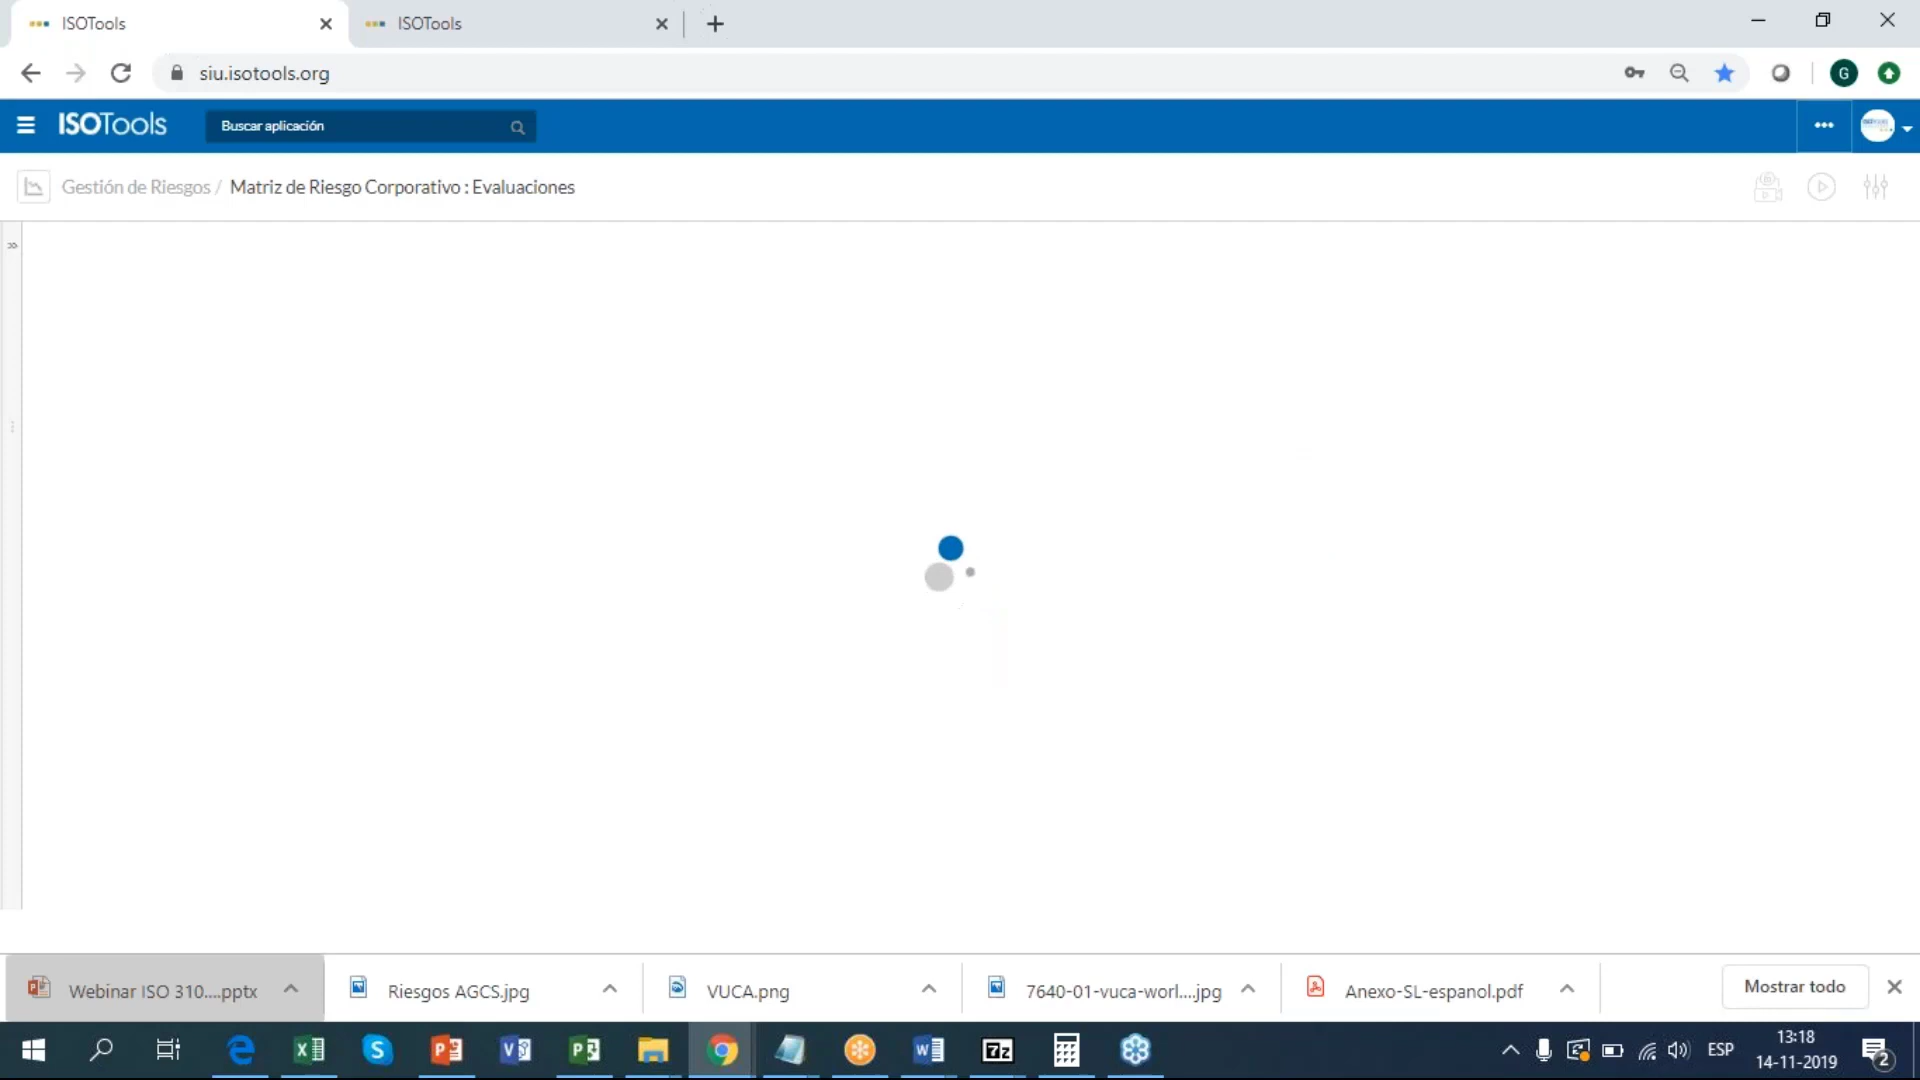 ISOTools
ISOTools
siu.isotools.org
G
ISOTools
Buscar aplicación
Gestión de Riesgos / Matriz de Riesgo Corporativo : Evaluaciones
Webinar ISO 310....pptx
Riesgos AGCS.jpg
VUCA.png
7640-01-vuca-worl....jpg
Anexo-SL-espanol.pdf
Mostrar todo
ESP
13:18
14-11-2019
2